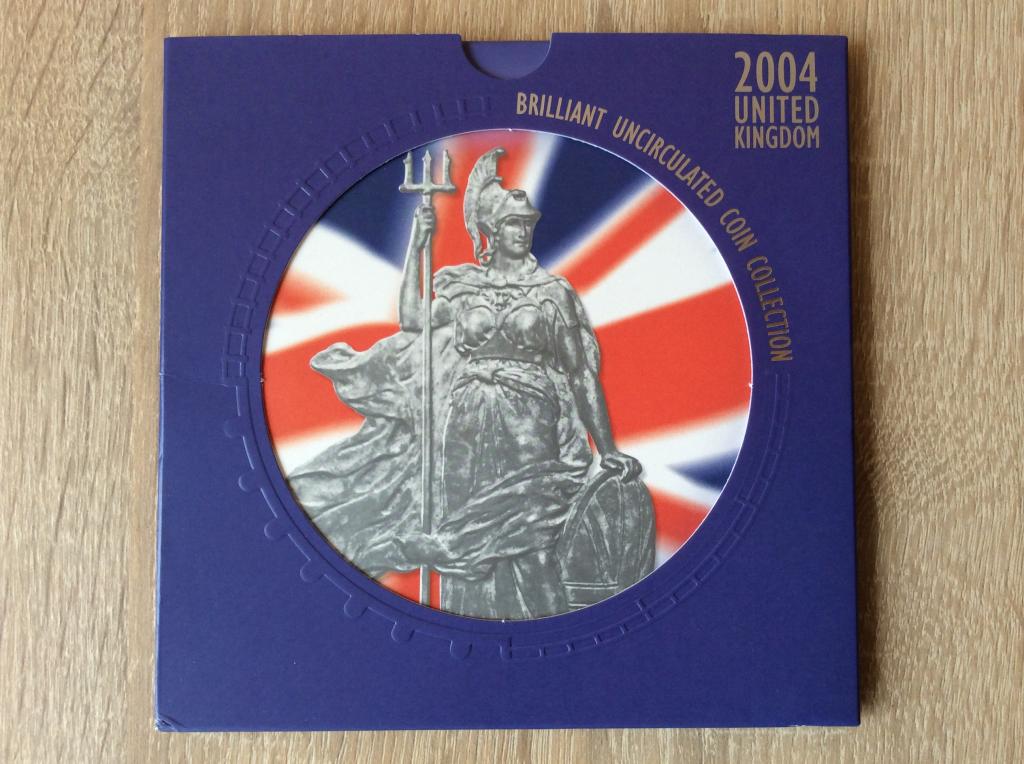 2004
UNITED
KINGDOM
BRILLIANT UNCIRCULATED COIN COLLECTION